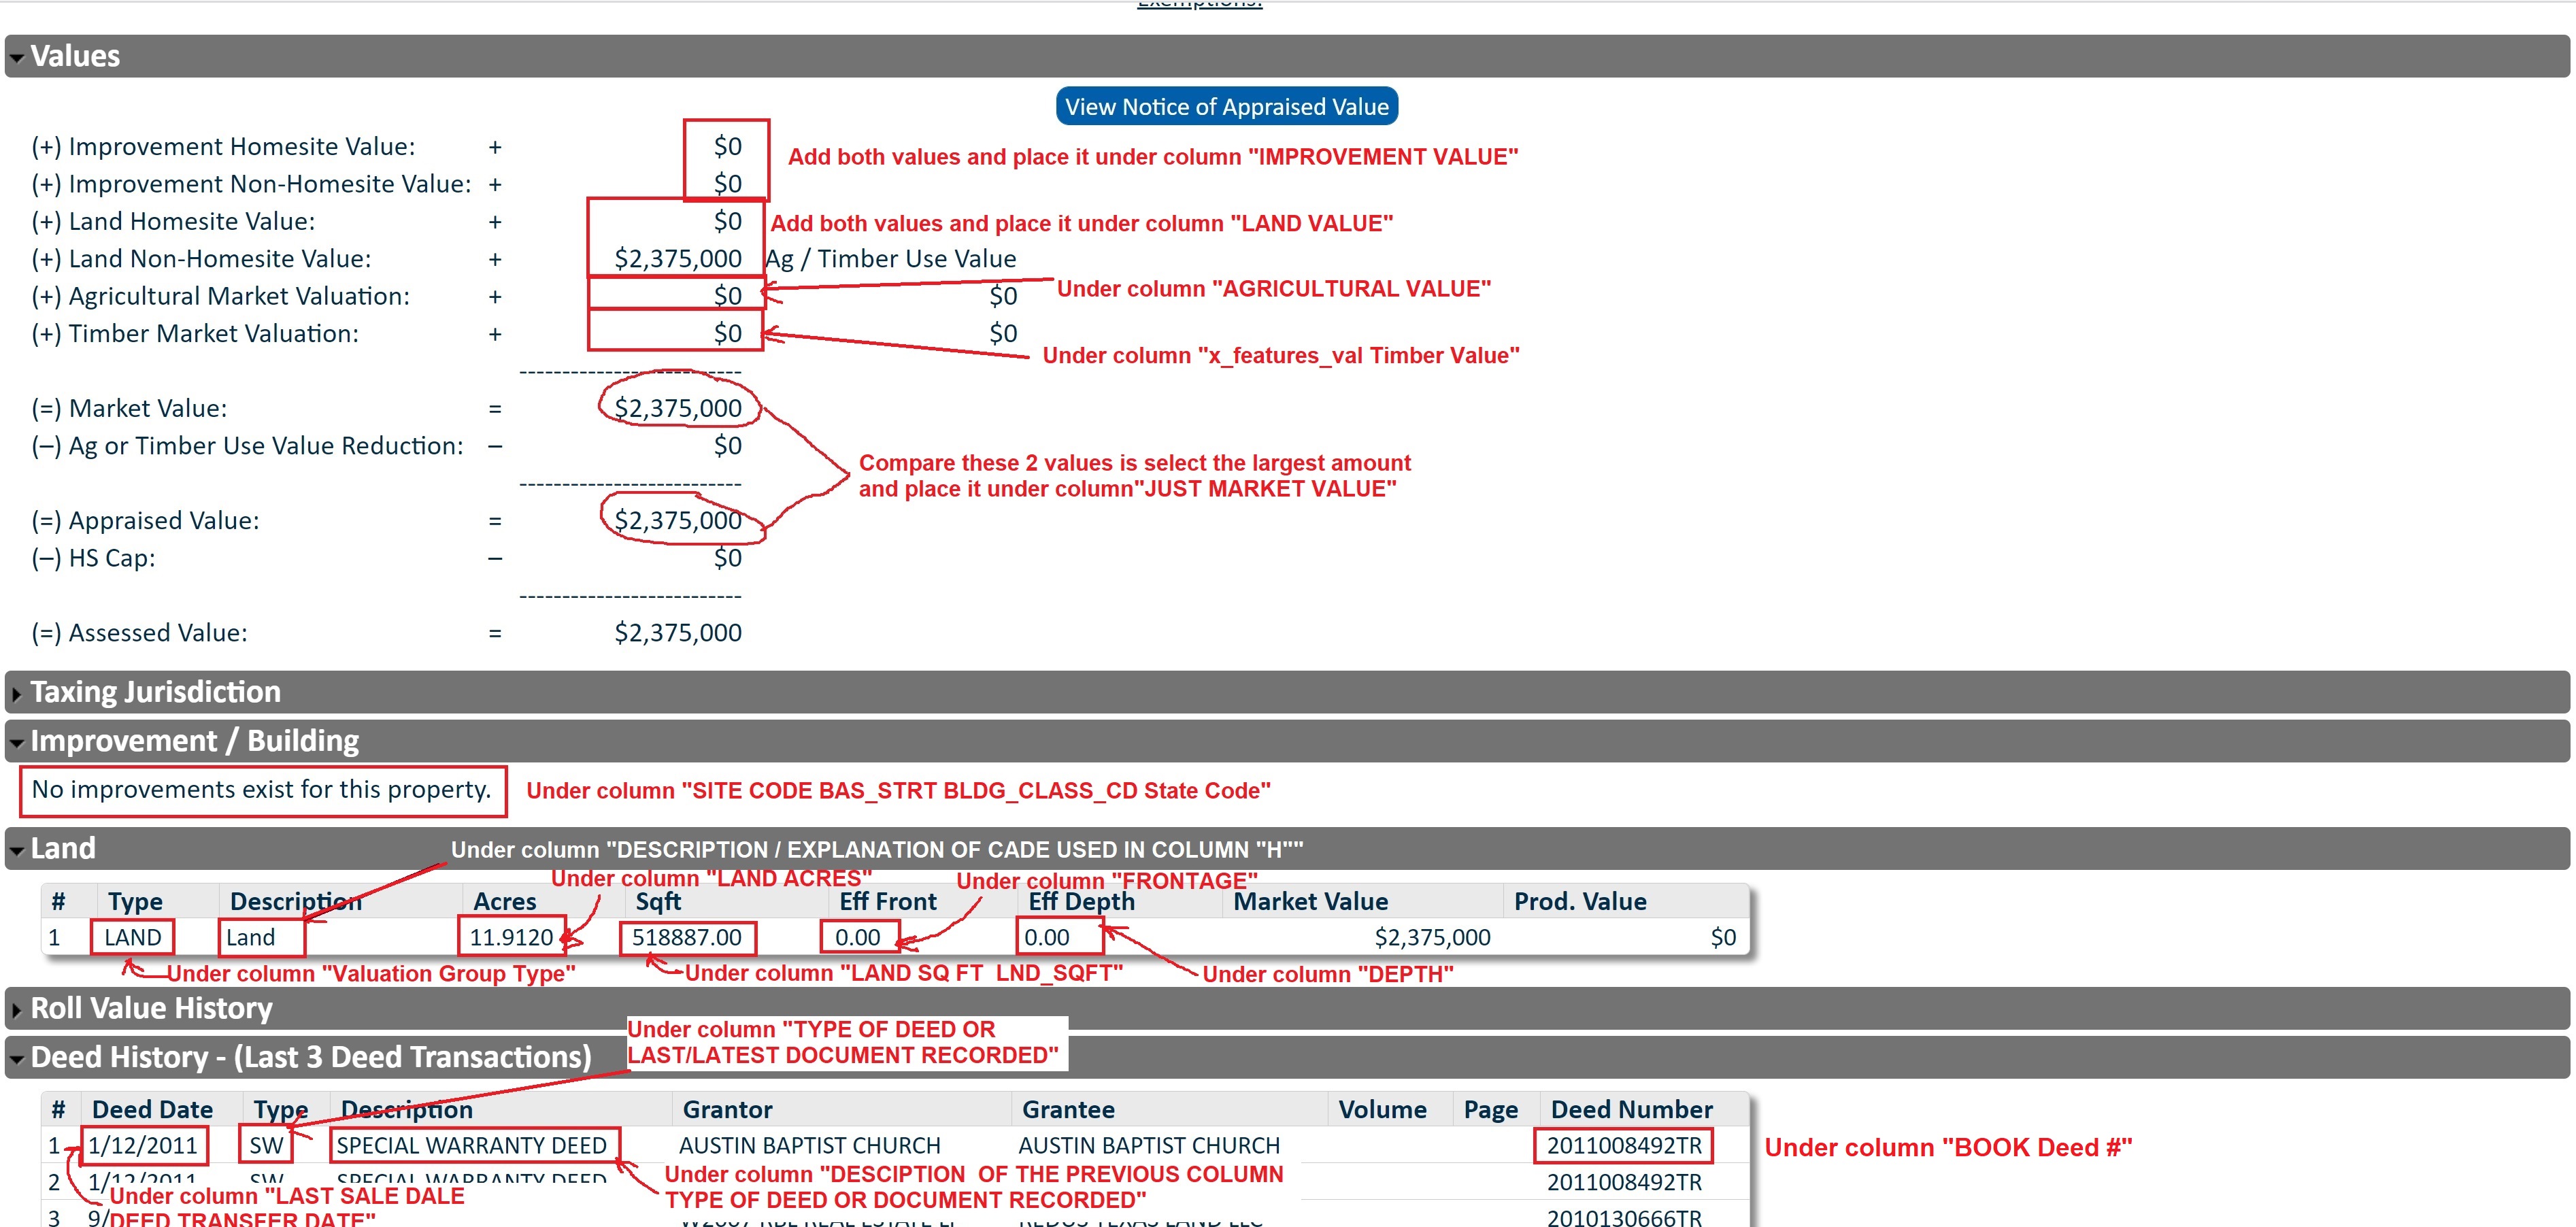 Exemptions:
Values
View Notice of Appraised Value
(+) Improvement Homesite Value: + $0
Add both values and place it under column "IMPROVEMENT VALUE"
(+) Improvement Non-Homesite Value: + $0
(+) Land Homesite Value: + $0 Add both values and place it under column "LAND VALUE"
(+) Land Non-Homesite Value: + $2,375,000 Ag / Timber Use Value
(+) Agricultural Market Valuation: + $0 $0 Under column "AGRICULTURAL VALUE"
(+) Timber Market Valuation: + $0 $0
Under column "x_features_val Timber Value"
--------------------------
(=) Market Value: = $2,375,000
(–) Ag or Timber Use Value Reduction: – $0
Compare these 2 values is select the largest amount
--------------------------
and place it under column"JUST MARKET VALUE"
(=) Appraised Value: = $2,375,000
(–) HS Cap: – $0
--------------------------
(=) Assessed Value: = $2,375,000
Taxing Jurisdiction
Improvement / Building
No improvements exist for this property. Under column "SITE CODE BAS_STRT BLDG_CLASS_CD State Code"
Land Under column "DESCRIPTION / EXPLANATION OF CADE USED IN COLUMN "H""
Under column "LAND ACRES" Under column "FRONTAGE"
# Type Description Acres Sqft Eff Front Eff Depth Market Value Prod. Value
1 LAND Land 11.9120 518887.00 0.00 0.00 $2,375,000 $0
Under column "Valuation Group Type" Under column "LAND SQ FT LND_SQFT" Under column "DEPTH"
Roll Value History
Under column "TYPE OF DEED OR
LAST/LATEST DOCUMENT RECORDED"
Deed History - (Last 3 Deed Transactions)
# Deed Date Type Description Grantor Grantee Volume Page Deed Number
1 1/12/2011 SW SPECIAL WARRANTY DEED AUSTIN BAPTIST CHURCH AUSTIN BAPTIST CHURCH 2011008492TR Under column "BOOK Deed #"
Under column "DESCIPTION OF THE PREVIOUS COLUMN
TYPE OF DEED OR DOCUMENT RECORDED"
2 1/12/2011 SW SPECIAL WARRANTY DEED 2011008492TR
Under column "LAST SALE DALE
DEED TRANSFER DATE"
3 9/ REDUS TEXAS LAND LLC 2010130666TR